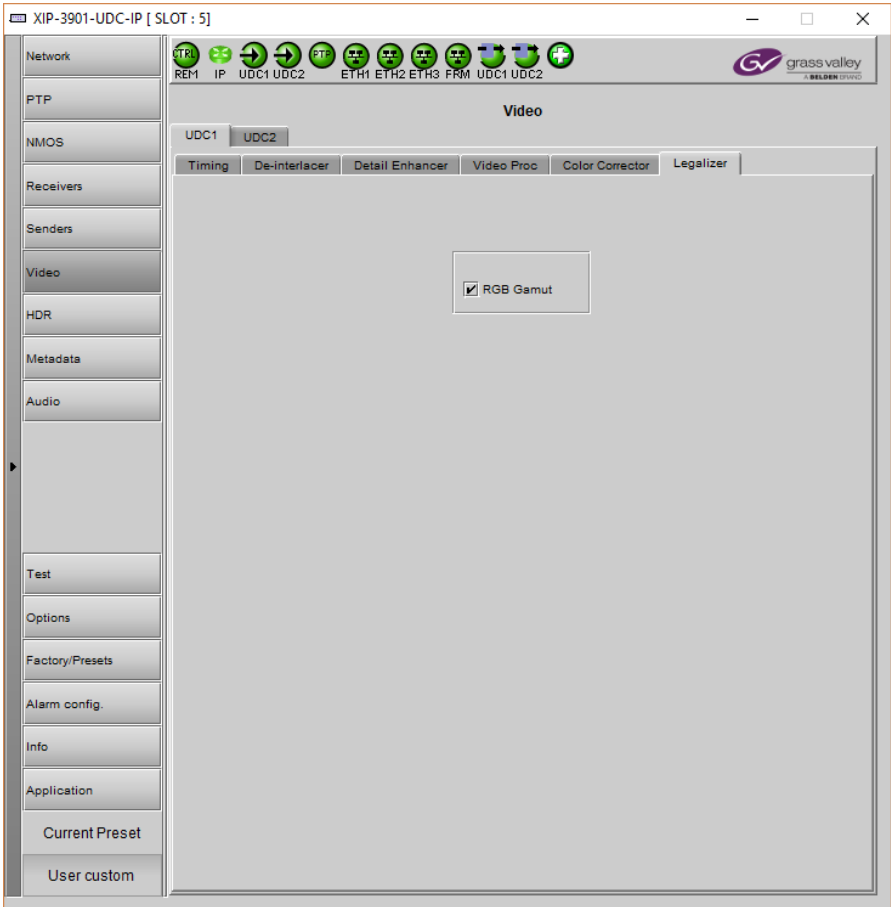 XIP-3901-UDC-IP [ SLOT : 5]
Network
PTP
NMOS
Receivers
Senders
Video
HDR
Metadata
Audio
Test
Options
Factory/Presets
Alarm config.
Info
Application
Current Preset
User custom
CTRL PTP
REM IP UDC1 UDC2 ETH1 ETH2 ETH3 FRM UDC1 UDC2
GV grass valley
A BELDEN BRAND
Video
UDC1 UDC2
Timing De-interlacer Detail Enhancer Video Proc Color Corrector Legalizer
RGB Gamut